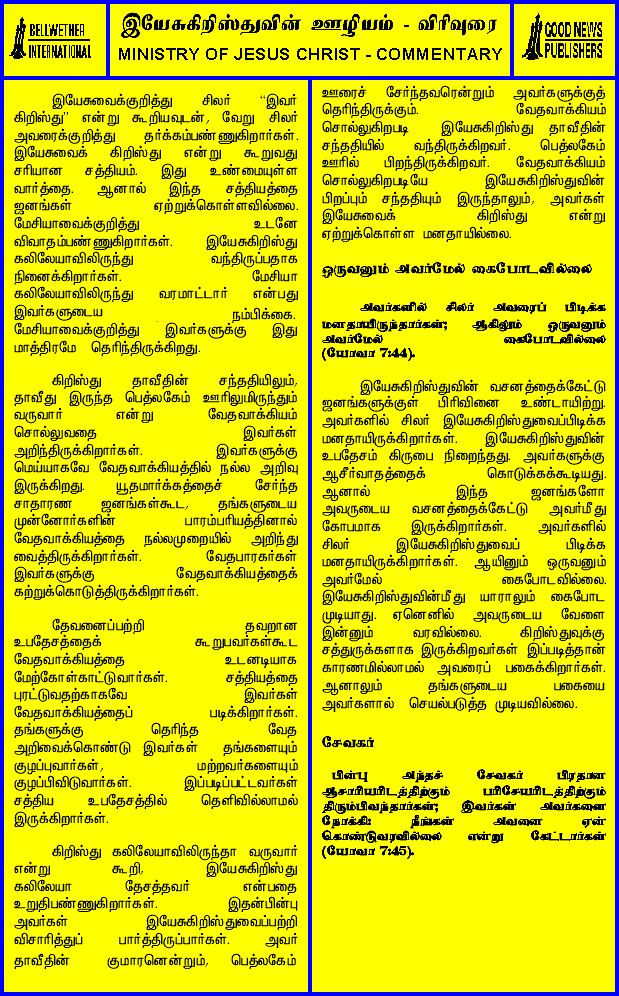 BELLWETHER
INTERNATIONAL
இயேசுகிறிஸ்துவின் ஊழியம் - விரிவுரை
MINISTRY OF JESUS CHRIST - COMMENTARY
GOOD NEWS
PUBLISHERS
இயேசுவைக்குறித்து சிலர் “இவர்
கிறிஸ்து” என்று கூறியவுடன், வேறு சிலர்
அவரைக்குறித்து தர்க்கம்பண்ணுகிறார்கள்.
இயேசுவைக் கிறிஸ்து என்று கூறுவது
சரியான சத்தியம். இது உண்மையுள்ள
வார்த்தை. ஆனால் இந்த சத்தியத்தை
ஜனங்கள் ஏற்றுக்கொள்ளவில்லை.
மேசியாவைக்குறித்து உடனே
விவாதம்பண்ணுகிறார்கள். இயேசுகிறிஸ்து
கலிலேயாவிலிருந்து வந்திருப்பதாக
நினைக்கிறார்கள். மேசியா
கலிலேயாவிலிருந்து வரமாட்டார் என்பது
இவர்களுடைய நம்பிக்கை.
மேசியாவைக்குறித்து இவர்களுக்கு இது
மாத்திரமே தெரிந்திருக்கிறது.
கிறிஸ்து தாவீதின் சந்ததியிலும்,
தாவீது இருந்த பெத்லகேம் ஊரிலுமிருந்தும்
வருவார் என்று வேதவாக்கியம்
சொல்லுவதை இவர்கள்
அறிந்திருக்கிறார்கள். இவர்களுக்கு
மெய்யாகவே வேதவாக்கியத்தில் நல்ல அறிவு
இருக்கிறது. யூதமார்க்கத்தைச் சேர்ந்த
சாதாரண ஜனங்கள்கூட, தங்களுடைய
முன்னோர்களின் பாரம்பரியத்தினால்
வேதவாக்கியத்தை நல்லமுறையில் அறிந்து
வைத்திருக்கிறார்கள். வேதபாரகர்கள்
இவர்களுக்கு வேதவாக்கியத்தைக்
கற்றுக்கொடுத்திருக்கிறார்கள்.
தேவனைப்பற்றி தவறான
உபதேசத்தைக் கூறுபவர்கள்கூட
வேதவாக்கியத்தை உடனடியாக
மேற்கோள்காட்டுவார்கள். சத்தியத்தை
புரட்டுவதற்காகவே இவர்கள்
வேதவாக்கியத்தைப் படிக்கிறார்கள்.
தங்களுக்கு தெரிந்த வேத
அறிவைக்கொண்டு இவர்கள் தங்களையும்
குழப்புவார்கள், மற்றவர்களையும்
குழப்பிவிடுவார்கள். இப்படிப்பட்டவர்கள்
சத்திய உபதேசத்தில் தெளிவில்லாமல்
இருக்கிறார்கள்.
கிறிஸ்து கலிலேயாவிலிருந்தா வருவார்
என்று கூறி, இயேசுகிறிஸ்து
கலிலேயா தேசத்தவர் என்பதை
உறுதிபண்ணுகிறார்கள். இதன்பின்பு
அவர்கள் இயேசுகிறிஸ்துவைப்பற்றி
விசாரித்துப் பார்த்திருப்பார்கள். அவர்
தாவீதின் குமாரனென்றும், பெத்லகேம்
ஊரைச் சேர்ந்தவரென்றும் அவர்களுக்குத்
தெரிந்திருக்கும். வேதவாக்கியம்
சொல்லுகிறபடி இயேசுகிறிஸ்து தாவீதின்
சந்ததியில் வந்திருக்கிறவர். பெத்லகேம்
ஊரில் பிறந்திருக்கிறவர். வேதவாக்கியம்
சொல்லுகிறபடியே இயேசுகிறிஸ்துவின்
பிறப்பும் சந்ததியும் இருந்தாலும், அவர்கள்
இயேசுவைக் கிறிஸ்து என்று
ஏற்றுக்கொள்ள மனதாயில்லை.
ஒருவனும் அவர்மேல் கைபோடவில்லை
அவர்களில் சிலர் அவரைப் பிடிக்க
மனதாயிருந்தார்கள்; ஆகிலும் ஒருவனும்
அவர்மேல் கைபோடவில்லை
(யோவா 7:44).
இயேசுகிறிஸ்துவின் வசனத்தைக்கேட்டு
ஜனங்களுக்குள் பிரிவினை உண்டாயிற்று.
அவர்களில் சிலர் இயேசுகிறிஸ்துவைப்பிடிக்க
மனதாயிருக்கிறார்கள். இயேசுகிறிஸ்துவின்
உபதேசம் கிருபை நிறைந்தது. அவர்களுக்கு
ஆசீர்வாதத்தைக் கொடுக்கக்கூடியது.
ஆனால் இந்த ஜனங்களோ
அவருடைய வசனத்தைக்கேட்டு அவர்மீது
கோபமாக இருக்கிறார்கள். அவர்களில்
சிலர் இயேசுகிறிஸ்துவைப் பிடிக்க
மனதாயிருக்கிறார்கள். ஆயினும் ஒருவனும்
அவர்மேல் கைபோடவில்லை.
இயேசுகிறிஸ்துவின்மீது யாராலும் கைபோட
முடியாது. ஏனெனில் அவருடைய வேளை
இன்னும் வரவில்லை. கிறிஸ்துவுக்கு
சத்துருக்களாக இருக்கிறவர்கள் இப்படித்தான்
காரணமில்லாமல் அவரைப் பகைக்கிறார்கள்.
ஆனாலும் தங்களுடைய பகையை
அவர்களால் செயல்படுத்த முடியவில்லை.
சேவகர்
பின்பு அந்தச் சேவகர் பிரதான
ஆசாரியரிடத்திற்கும் பரிசேயரிடத்திற்கும்
திரும்பிவந்தார்கள்; இவர்கள் அவர்களை
நோக்கி: நீங்கள் அவனை ஏன்
கொண்டுவரவில்லை என்று கேட்டார்கள்
(யோவா 7:45).